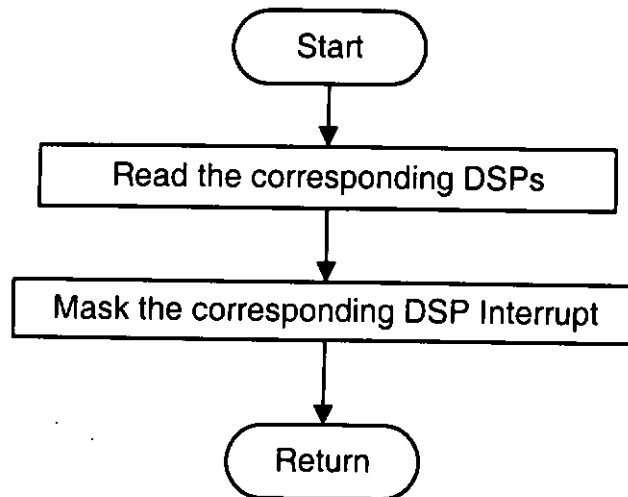 Start
Read the corresponding DSPs
Mask the corresponding DSP Interrupt
Return